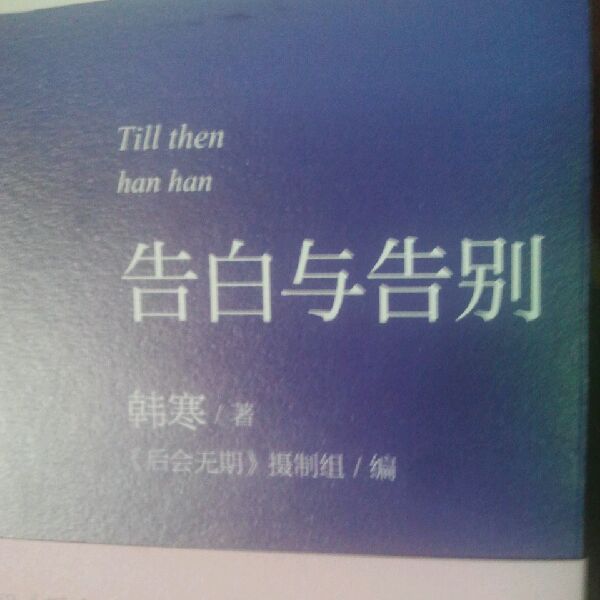 Till then
han han
告白与告别
韩寒 / 著
《后会无期》摄制组 / 编